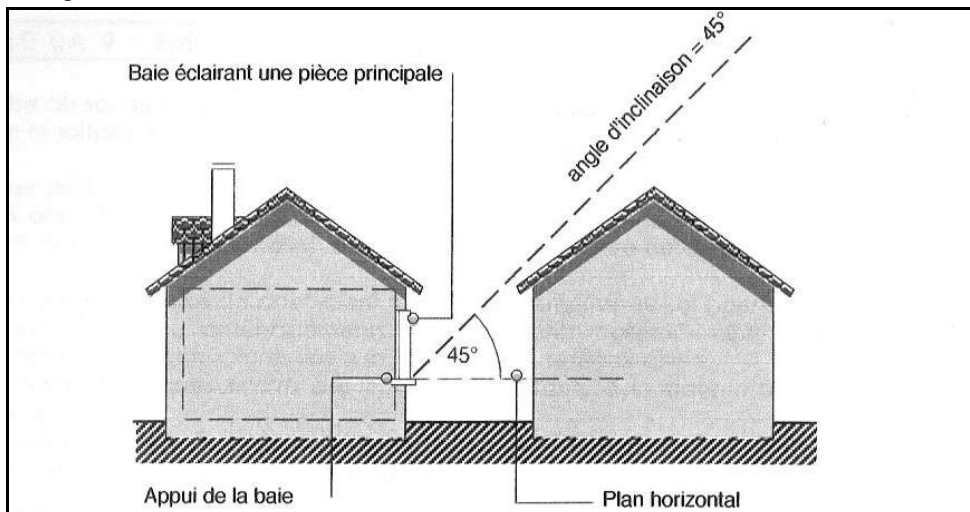 angle d'inclinaison = 45°
Baie éclairant une pièce principale
45°
Appui de la baie
Plan horizontal